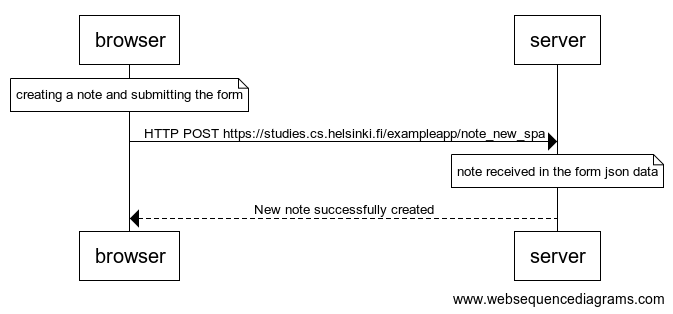 browser
server
creating a note and submitting the form
HTTP POST https://studies.cs.helsinki.fi/exampleapp/note_new_spa
note received in the form json data
New note successfully created
browser
server
www.websequencediagrams.com